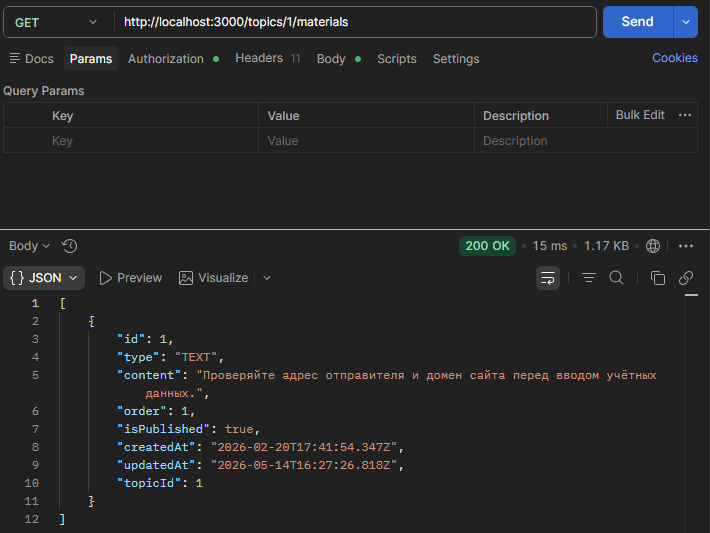 GET http://localhost:3000/topics/1/materials Send
Docs Params Authorization Headers 11 Body Scripts Settings Cookies
Query Params
Key Value Description Bulk Edit ...
Key Value Description
Body 200 OK • 15 ms • 1.17 KB • ...
{} JSON Preview Visualize
1 [
2 {
3 "id": 1,
4 "type": "TEXT",
5 "content": "Проверяйте адрес отправителя и домен сайта перед вводом учётных
данных.",
6 "order": 1,
7 "isPublished": true,
8 "createdAt": "2026-02-20T17:41:54.347Z",
9 "updatedAt": "2026-05-14T16:27:26.818Z",
10 "topicId": 1
11 }
12 ]